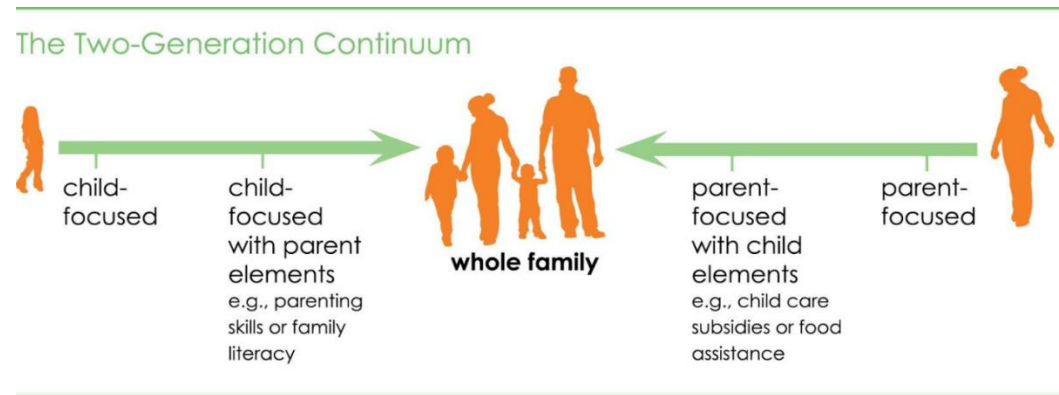 The Two-Generation Continuum
child-
focused
child-
focused
with parent
elements
e.g., parenting
skills or family
literacy
whole family
parent-
focused
with child
elements
e.g., child care
subsidies or food
assistance
parent-
focused